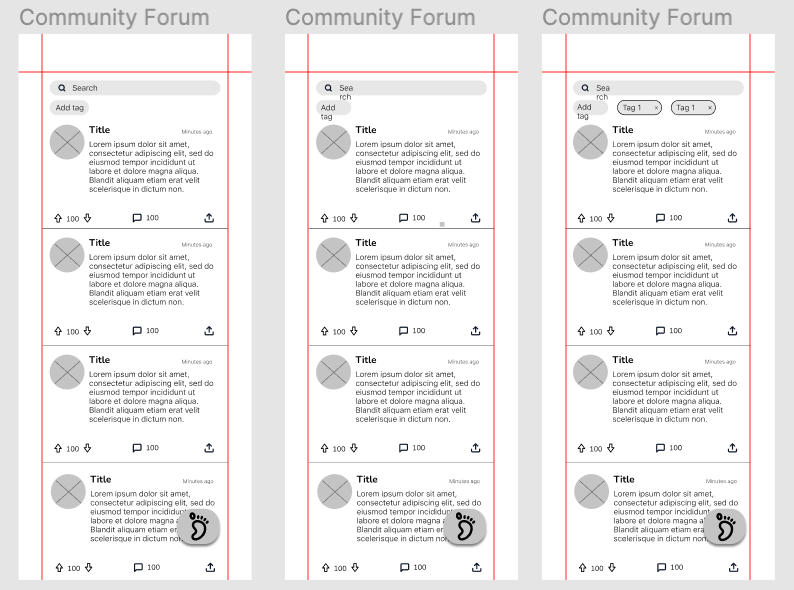 Community Forum
Search
Add tag
Title
Minutes ago
Lorem ipsum dolor sit amet,
consectetur adipiscing elit, sed do
eiusmod tempor incididunt ut
labore et dolore magna aliqua.
Blandit aliquam etiam erat velit
scelerisque in dictum non.
100
100
Title
Minutes ago
Lorem ipsum dolor sit amet,
consectetur adipiscing elit, sed do
eiusmod tempor incididunt ut
labore et dolore magna aliqua.
Blandit aliquam etiam erat velit
scelerisque in dictum non.
100
100
Title
Minutes ago
Lorem ipsum dolor sit amet,
consectetur adipiscing elit, sed do
eiusmod tempor incididunt ut
labore et dolore magna aliqua.
Blandit aliquam etiam erat velit
scelerisque in dictum non.
100
100
Title
Minutes ago
Lorem ipsum dolor sit amet,
consectetur adipiscing elit, sed do
eiusmod tempor incididunt ut
labore et dolore magna
Blandit aliquam etiam
scelerisque in dictum
100
100
Community Forum
Sea
rch
Add
tag
Title
Minutes ago
Lorem ipsum dolor sit amet,
consectetur adipiscing elit, sed do
eiusmod tempor incididunt ut
labore et dolore magna aliqua.
Blandit aliquam etiam erat velit
scelerisque in dictum non.
100
100
Title
Minutes ago
Lorem ipsum dolor sit amet,
consectetur adipiscing elit, sed do
eiusmod tempor incididunt ut
labore et dolore magna aliqua.
Blandit aliquam etiam erat velit
scelerisque in dictum non.
100
100
Title
Minutes ago
Lorem ipsum dolor sit amet,
consectetur adipiscing elit, sed do
eiusmod tempor incididunt ut
labore et dolore magna aliqua.
Blandit aliquam etiam erat velit
scelerisque in dictum non.
100
100
Title
Minutes ago
Lorem ipsum dolor sit amet,
consectetur adipiscing elit, sed do
eiusmod tempor incididunt ut
labore et dolore magna
Blandit aliquam etiam
scelerisque in dictum
100
100
Community Forum
Sea
rch
Add
tag
Tag 1 ×
Tag 1 ×
Title
Minutes ago
Lorem ipsum dolor sit amet,
consectetur adipiscing elit, sed do
eiusmod tempor incididunt ut
labore et dolore magna aliqua.
Blandit aliquam etiam erat velit
scelerisque in dictum non.
100
100
Title
Minutes ago
Lorem ipsum dolor sit amet,
consectetur adipiscing elit, sed do
eiusmod tempor incididunt ut
labore et dolore magna aliqua.
Blandit aliquam etiam erat velit
scelerisque in dictum non.
100
100
Title
Minutes ago
Lorem ipsum dolor sit amet,
consectetur adipiscing elit, sed do
eiusmod tempor incididunt ut
labore et dolore magna aliqua.
Blandit aliquam etiam erat velit
scelerisque in dictum non.
100
100
Title
Minutes ago
Lorem ipsum dolor sit amet,
consectetur adipiscing elit, sed do
eiusmod tempor incididunt ut
labore et dolore magna
Blandit aliquam etiam
scelerisque in dictum
100
100